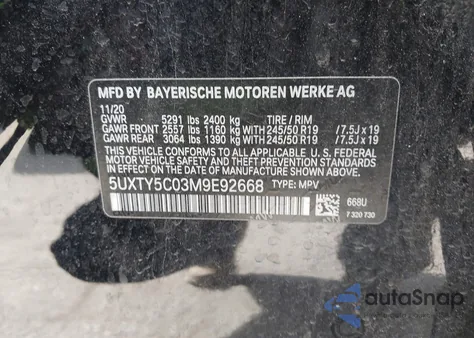 MFD BY BAYERISCHE MOTOREN WERKE AG
11/20
GVWR 5291 lbs 2400 kg TIRE / RIM
GAWR FRONT 2557 lbs 1160 kg WITH 245/50 R19 /7.5J x 19
GAWR REAR 3064 lbs 1390 kg WITH 245/50 R19 /7.5J x 19
THIS VEHICLE CONFORMS TO ALL APPLICABLE U.S. FEDERAL
MOTOR VEHICLE SAFETY, BUMPER, AND THEFT PREVENTION STANDARDS
IN EFFECT ON THE DATE OF MANUFACTURE SHOWN ABOVE.
5UXTY5C03M9E92668 TYPE: MPV
668U
7 320 730
autoSnap